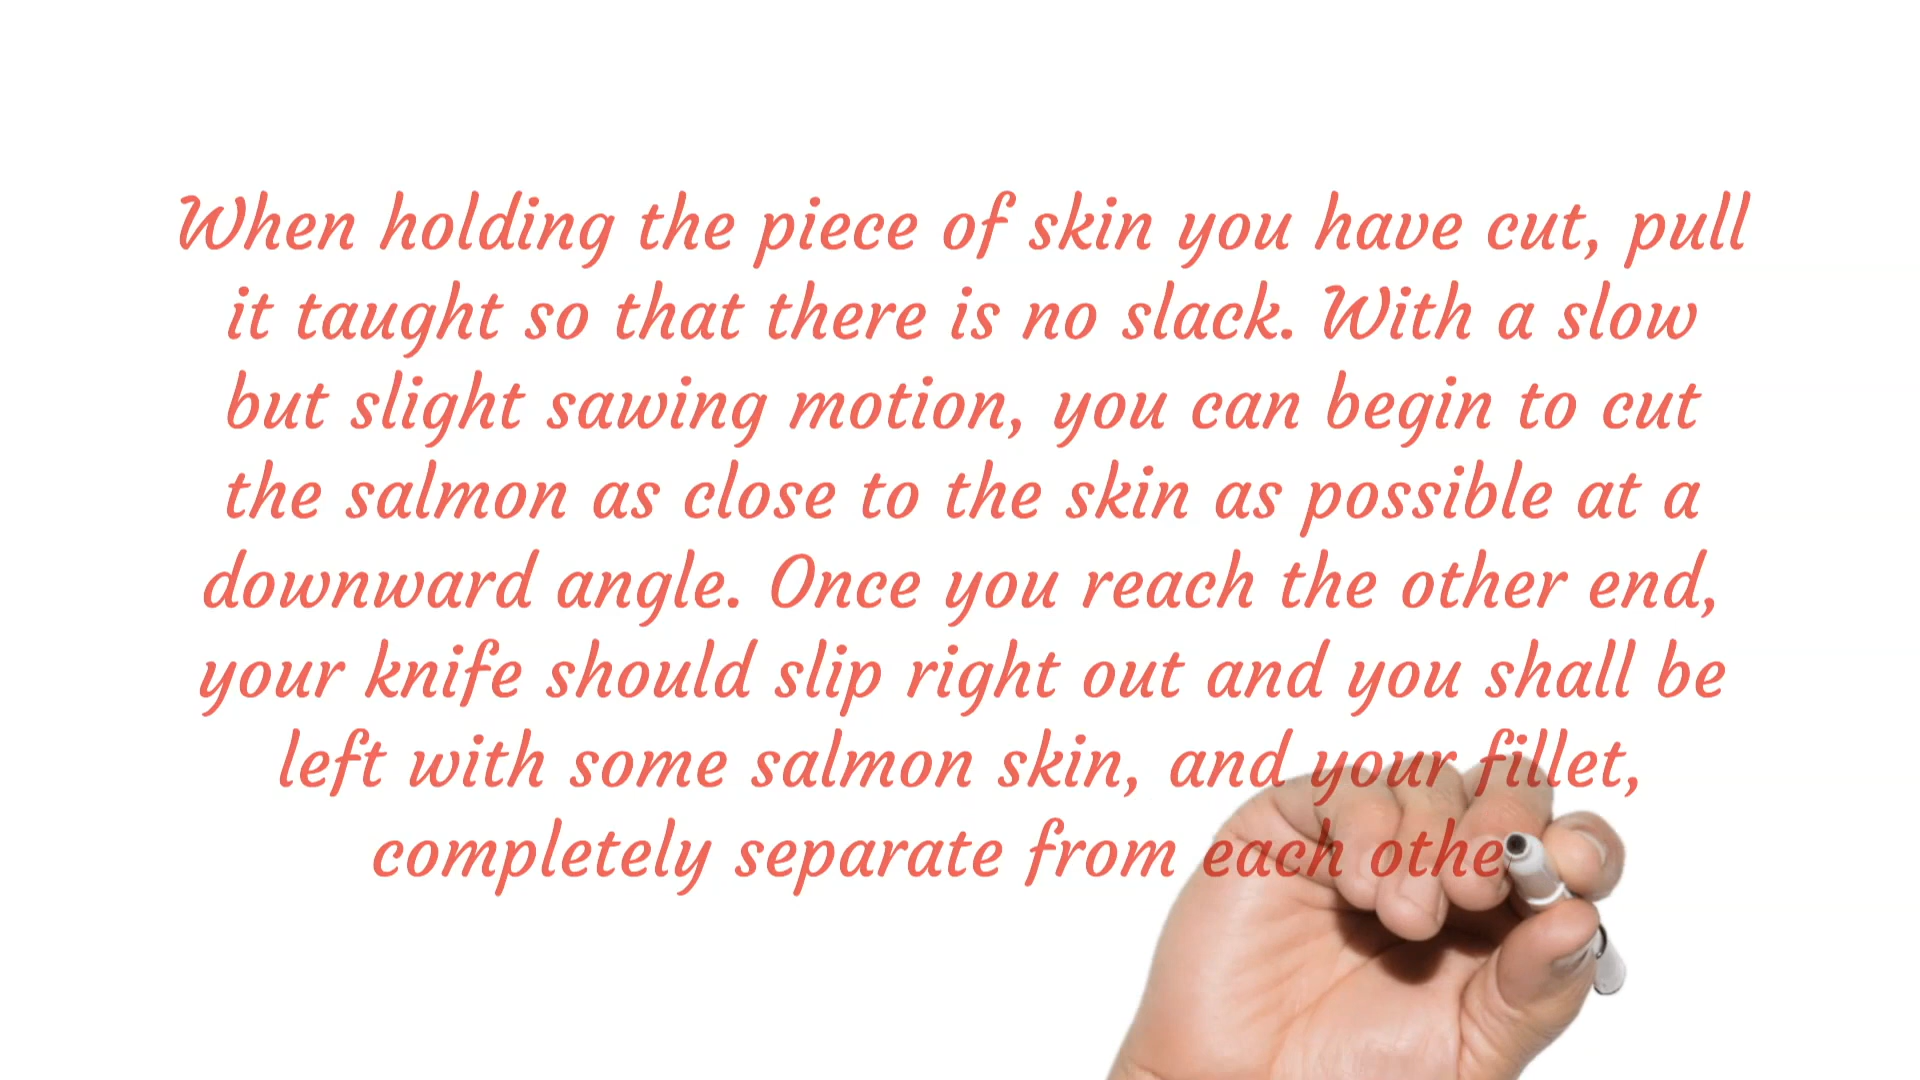 When holding the piece of skin you have cut, pull
it taught so that there is no slack. With a slow
but slight sawing motion, you can begin to cut
the salmon as close to the skin as possible at a
downward angle. Once you reach the other end,
your knife should slip right out and you shall be
left with some salmon skin, and your fillet,
completely separate from each othe